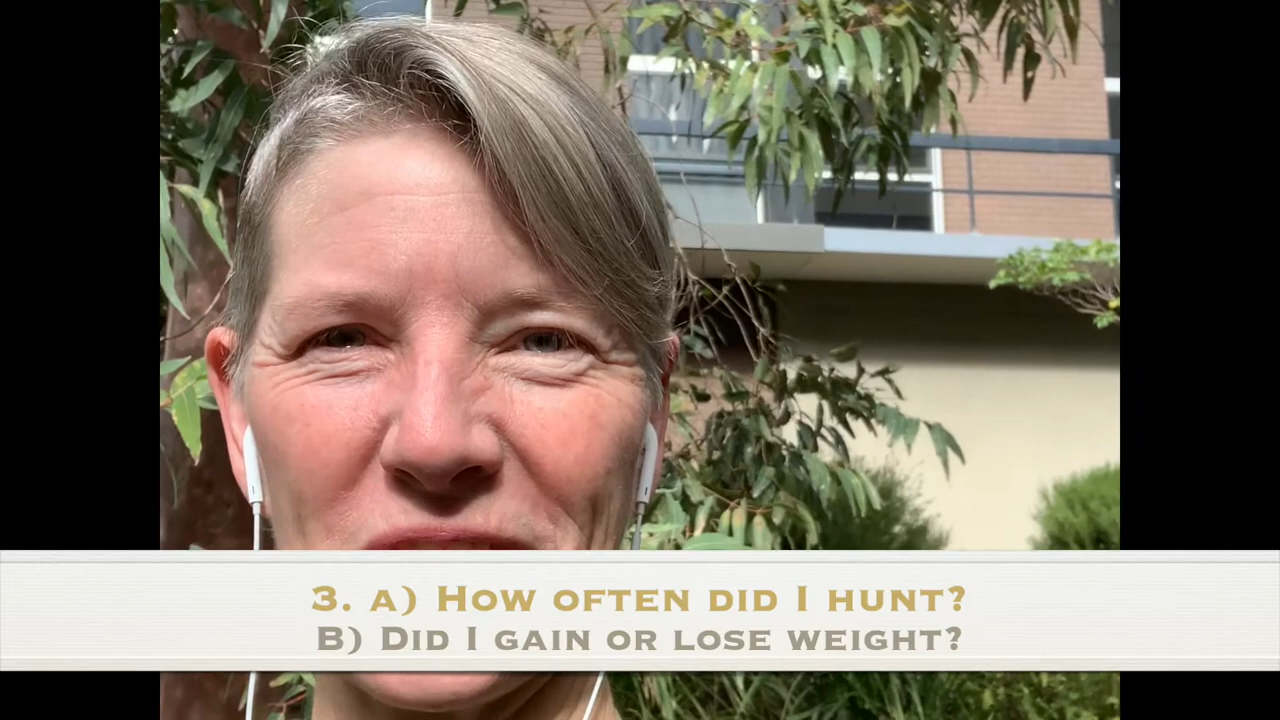 3. a) How often did I hunt?
B) Did I gain or lose weight?